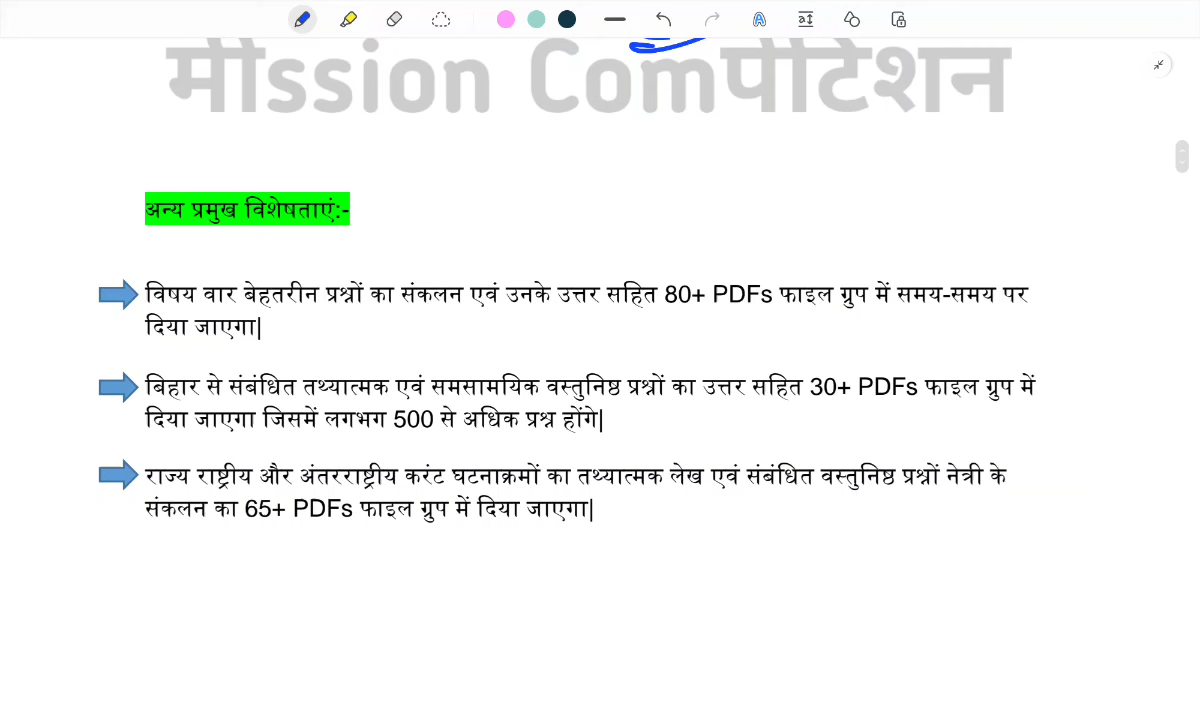 मीission Comपीटिशन
अन्य प्रमुख विशेषताएं:-
विषय वार बेहतरीन प्रश्नों का संकलन एवं उनके उत्तर सहित 80+ PDFs फाइल ग्रुप में समय-समय पर
दिया जाएगा|
बिहार से संबंधित तथ्यात्मक एवं समसामयिक वस्तुनिष्ठ प्रश्नों का उत्तर सहित 30+ PDFs फाइल ग्रुप में
दिया जाएगा जिसमें लगभग 500 से अधिक प्रश्न होंगे|
राज्य राष्ट्रीय और अंतरराष्ट्रीय करंट घटनाक्रमों का तथ्यात्मक लेख एवं संबंधित वस्तुनिष्ठ प्रश्नों नेत्री के
संकलन का 65+ PDFs फाइल ग्रुप में दिया जाएगा|